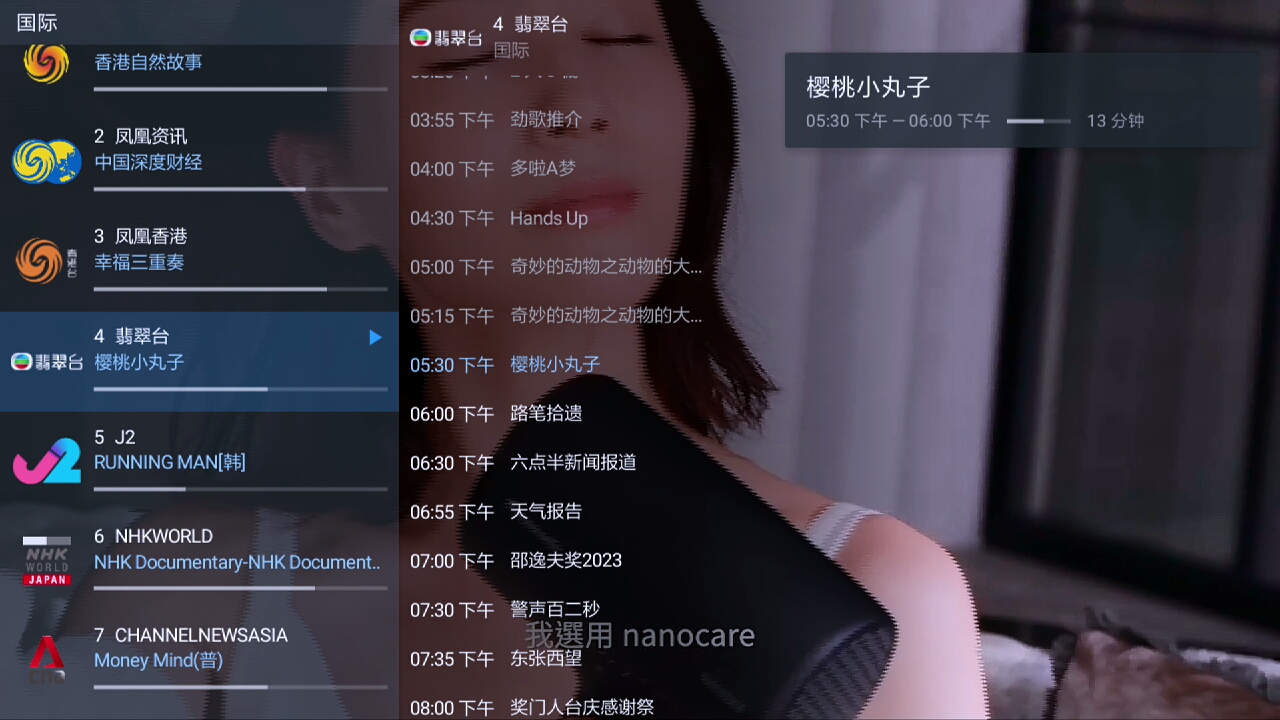 国际
香港自然故事
2 凤凰资讯
中国深度财经
3 凤凰香港
香港台
幸福三重奏
4 翡翠台
翡翠台
樱桃小丸子
5 J2
RUNNING MAN[韩]
6 NHKWORLD
NHK WORLD JAPAN
NHK Documentary-NHK Document..
7 CHANNELNEWSASIA
cna
Money Mind(普)
翡翠台
4 翡翠台
国际
03:55 下午 劲歌推介
04:00 下午 多啦A梦
04:30 下午 Hands Up
05:00 下午 奇妙的动物之动物的大...
05:15 下午 奇妙的动物之动物的大...
05:30 下午 樱桃小丸子
06:00 下午 路笔拾遗
06:30 下午 六点半新闻报道
06:55 下午 天气报告
07:00 下午 邵逸夫奖2023
07:30 下午 警声百二秒
07:35 下午 东张西望
08:00 下午 奖门人台庆感谢祭
樱桃小丸子
05:30 下午 – 06:00 下午 13 分钟
我選用 nanocare